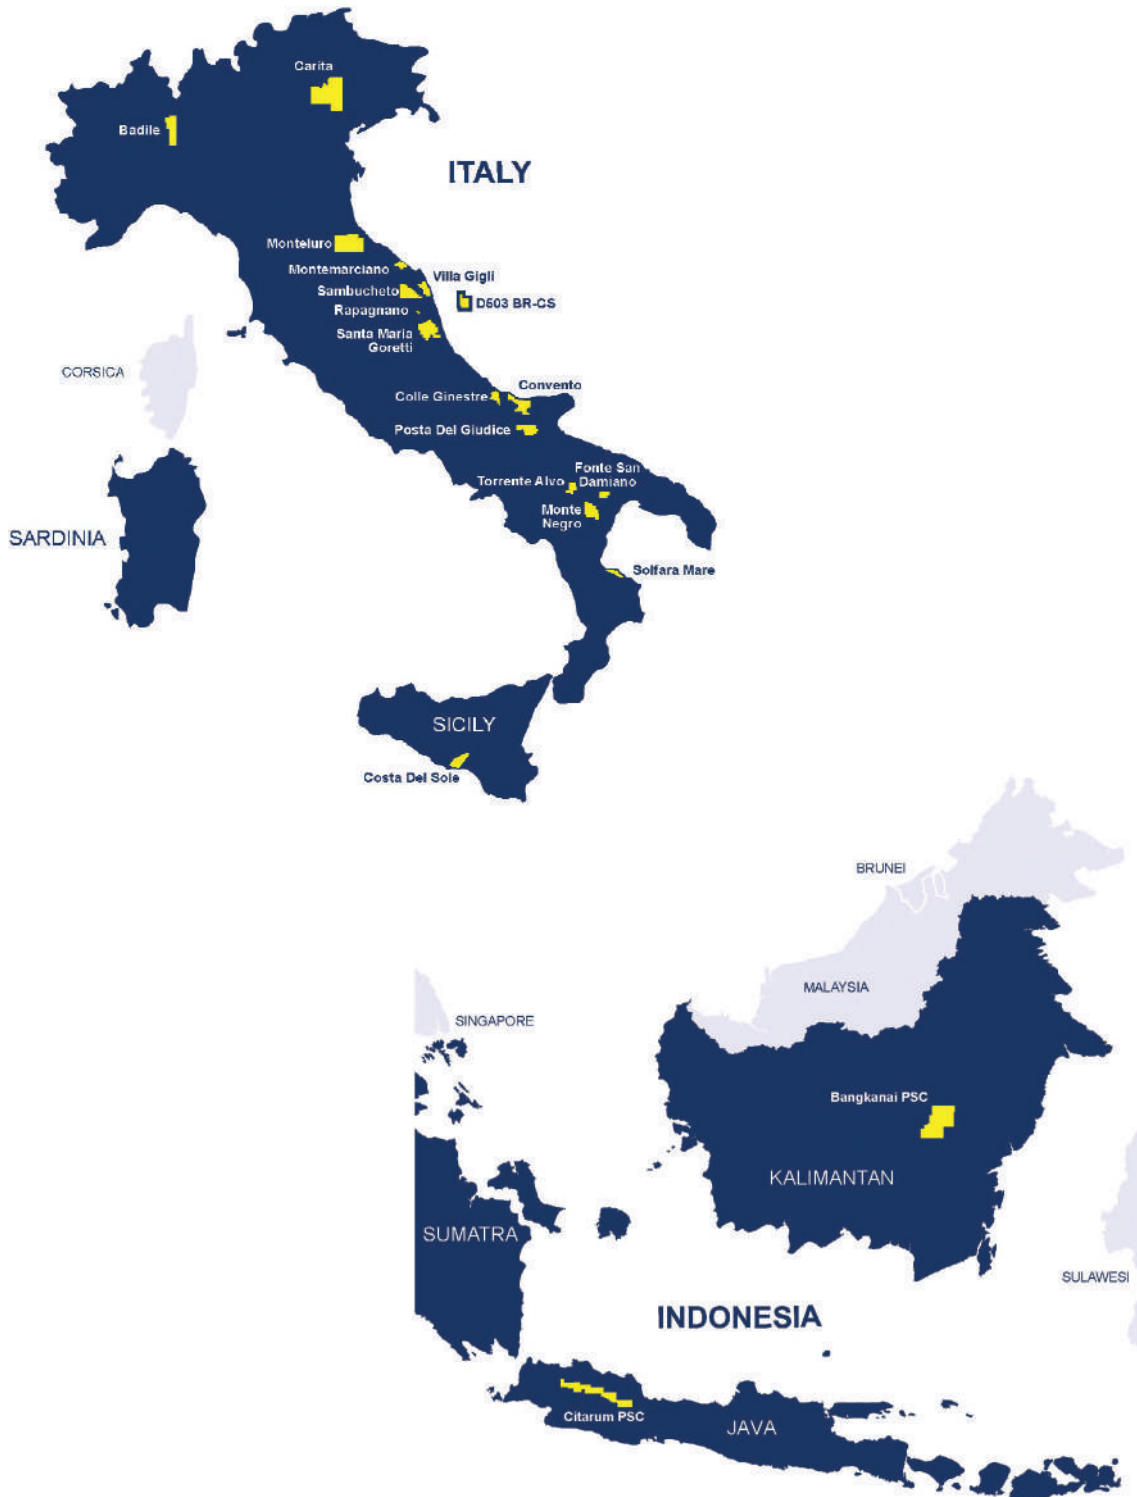 Carita
Badile
ITALY
Monteluro
Montemarciano
Villa Gigli
Sambucheto
D503 BR-CS
Rapagnano
Santa Maria
Goretti
CORSICA
Convento
Colle Ginestre
Posta Del Giudice
Fonte San
Damiano
Torrente Alvo
Monte
Negro
SARDINIA
Solfara Mare
SICILY
Costa Del Sole
BRUNEI
MALAYSIA
SINGAPORE
Bangkanai PSC
KALIMANTAN
SUMATRA
SULAWESI
INDONESIA
Citarum PSC
JAVA